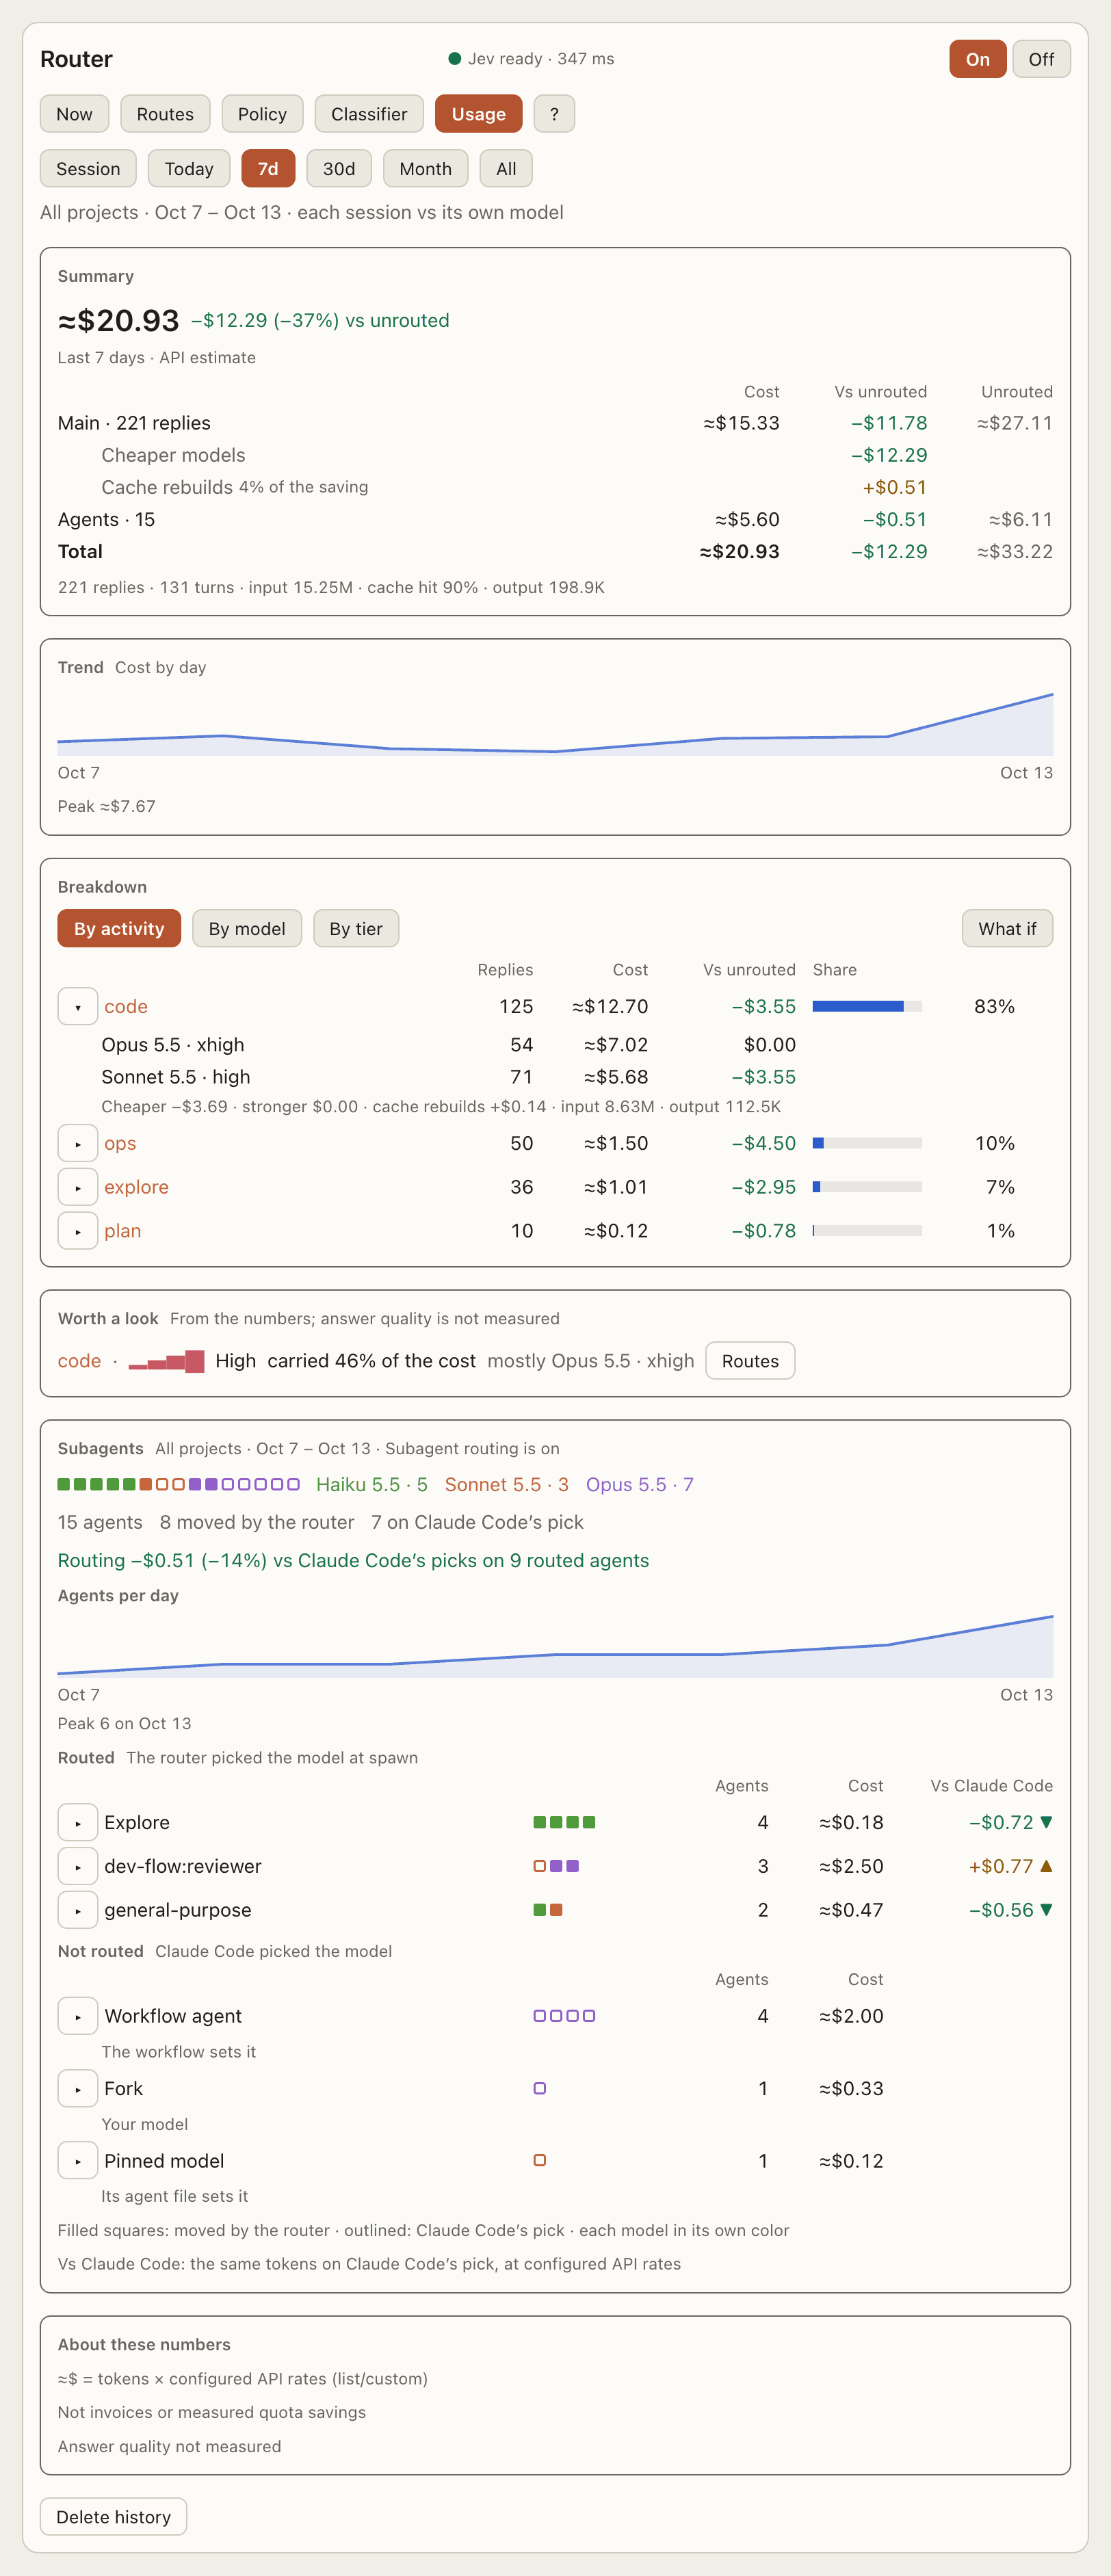 Router Jev ready · 347 ms On Off
Now Routes Policy Classifier Usage ?
Session Today 7d 30d Month All
All projects · Oct 7 – Oct 13 · each session vs its own model
Summary
≈$20.93 −$12.29 (−37%) vs unrouted
Last 7 days · API estimate
Cost Vs unrouted Unrouted
Main · 221 replies ≈$15.33 −$11.78 ≈$27.11
Cheaper models −$12.29
Cache rebuilds 4% of the saving +$0.51
Agents · 15 ≈$5.60 −$0.51 ≈$6.11
Total ≈$20.93 −$12.29 ≈$33.22
221 replies · 131 turns · input 15.25M · cache hit 90% · output 198.9K
Trend Cost by day
Oct 7 Oct 13
Peak ≈$7.67
Breakdown
By activity By model By tier What if
Replies Cost Vs unrouted Share
code 125 ≈$12.70 −$3.55 83%
Opus 5.5 · xhigh 54 ≈$7.02 $0.00
Sonnet 5.5 · high 71 ≈$5.68 −$3.55
Cheaper −$3.69 · stronger $0.00 · cache rebuilds +$0.14 · input 8.63M · output 112.5K
ops 50 ≈$1.50 −$4.50 10%
explore 36 ≈$1.01 −$2.95 7%
plan 10 ≈$0.12 −$0.78 1%
Worth a look From the numbers; answer quality is not measured
code · High carried 46% of the cost mostly Opus 5.5 · xhigh Routes
Subagents All projects · Oct 7 – Oct 13 · Subagent routing is on
Haiku 5.5 · 5 Sonnet 5.5 · 3 Opus 5.5 · 7
15 agents 8 moved by the router 7 on Claude Code’s pick
Routing −$0.51 (−14%) vs Claude Code’s picks on 9 routed agents
Agents per day
Oct 7 Oct 13
Peak 6 on Oct 13
Routed The router picked the model at spawn
Agents Cost Vs Claude Code
Explore 4 ≈$0.18 −$0.72 ▼
dev-flow:reviewer 3 ≈$2.50 +$0.77 ▲
general-purpose 2 ≈$0.47 −$0.56 ▼
Not routed Claude Code picked the model
Agents Cost
Workflow agent 4 ≈$2.00
The workflow sets it
Fork 1 ≈$0.33
Your model
Pinned model 1 ≈$0.12
Its agent file sets it
Filled squares: moved by the router · outlined: Claude Code’s pick · each model in its own color
Vs Claude Code: the same tokens on Claude Code’s pick, at configured API rates
About these numbers
≈$ = tokens × configured API rates (list/custom)
Not invoices or measured quota savings
Answer quality not measured
Delete history